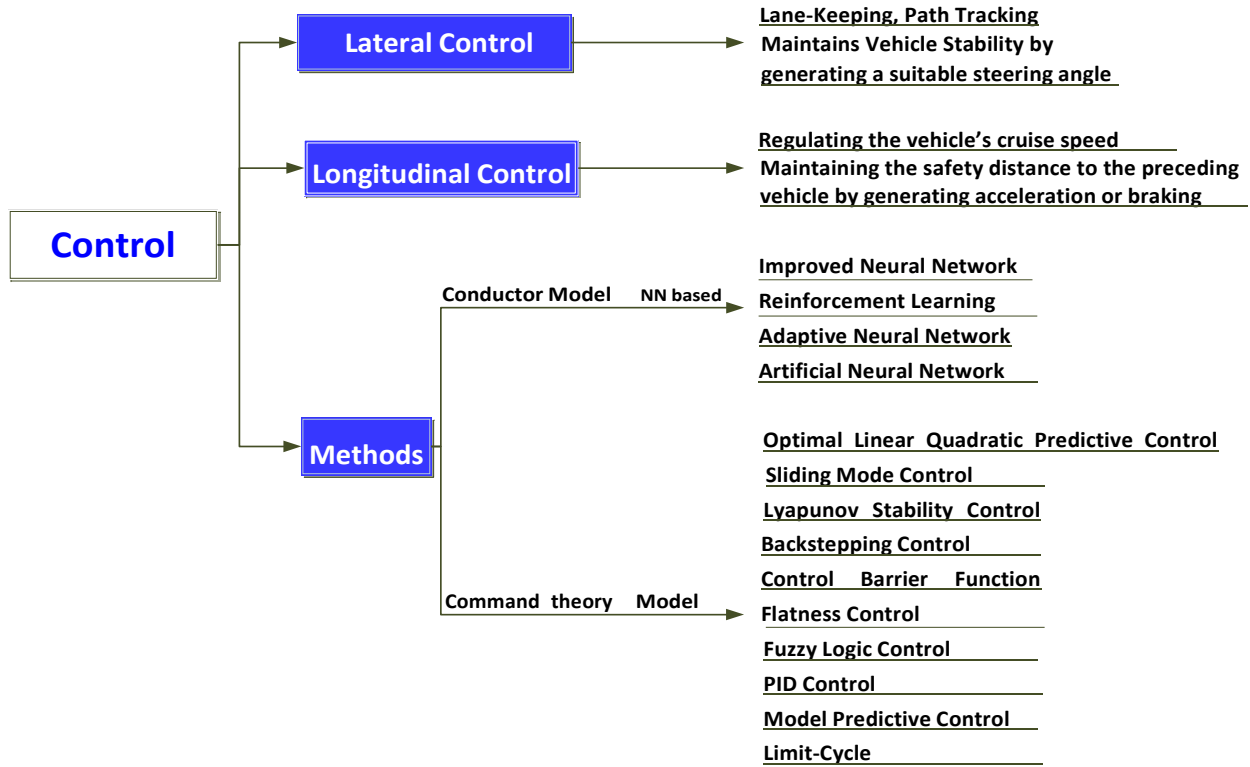 Control
Lateral Control
Lane-Keeping, Path Tracking
Maintains Vehicle Stability by
generating a suitable steering angle
Longitudinal Control
Regulating the vehicle's cruise speed
Maintaining the safety distance to the preceding
vehicle by generating acceleration or braking
Methods
Conductor Model NN based
Improved Neural Network
Reinforcement Learning
Adaptive Neural Network
Artificial Neural Network
Command theory Model
Optimal Linear Quadratic Predictive Control
Sliding Mode Control
Lyapunov Stability Control
Backstepping Control
Control Barrier Function
Flatness Control
Fuzzy Logic Control
PID Control
Model Predictive Control
Limit-Cycle